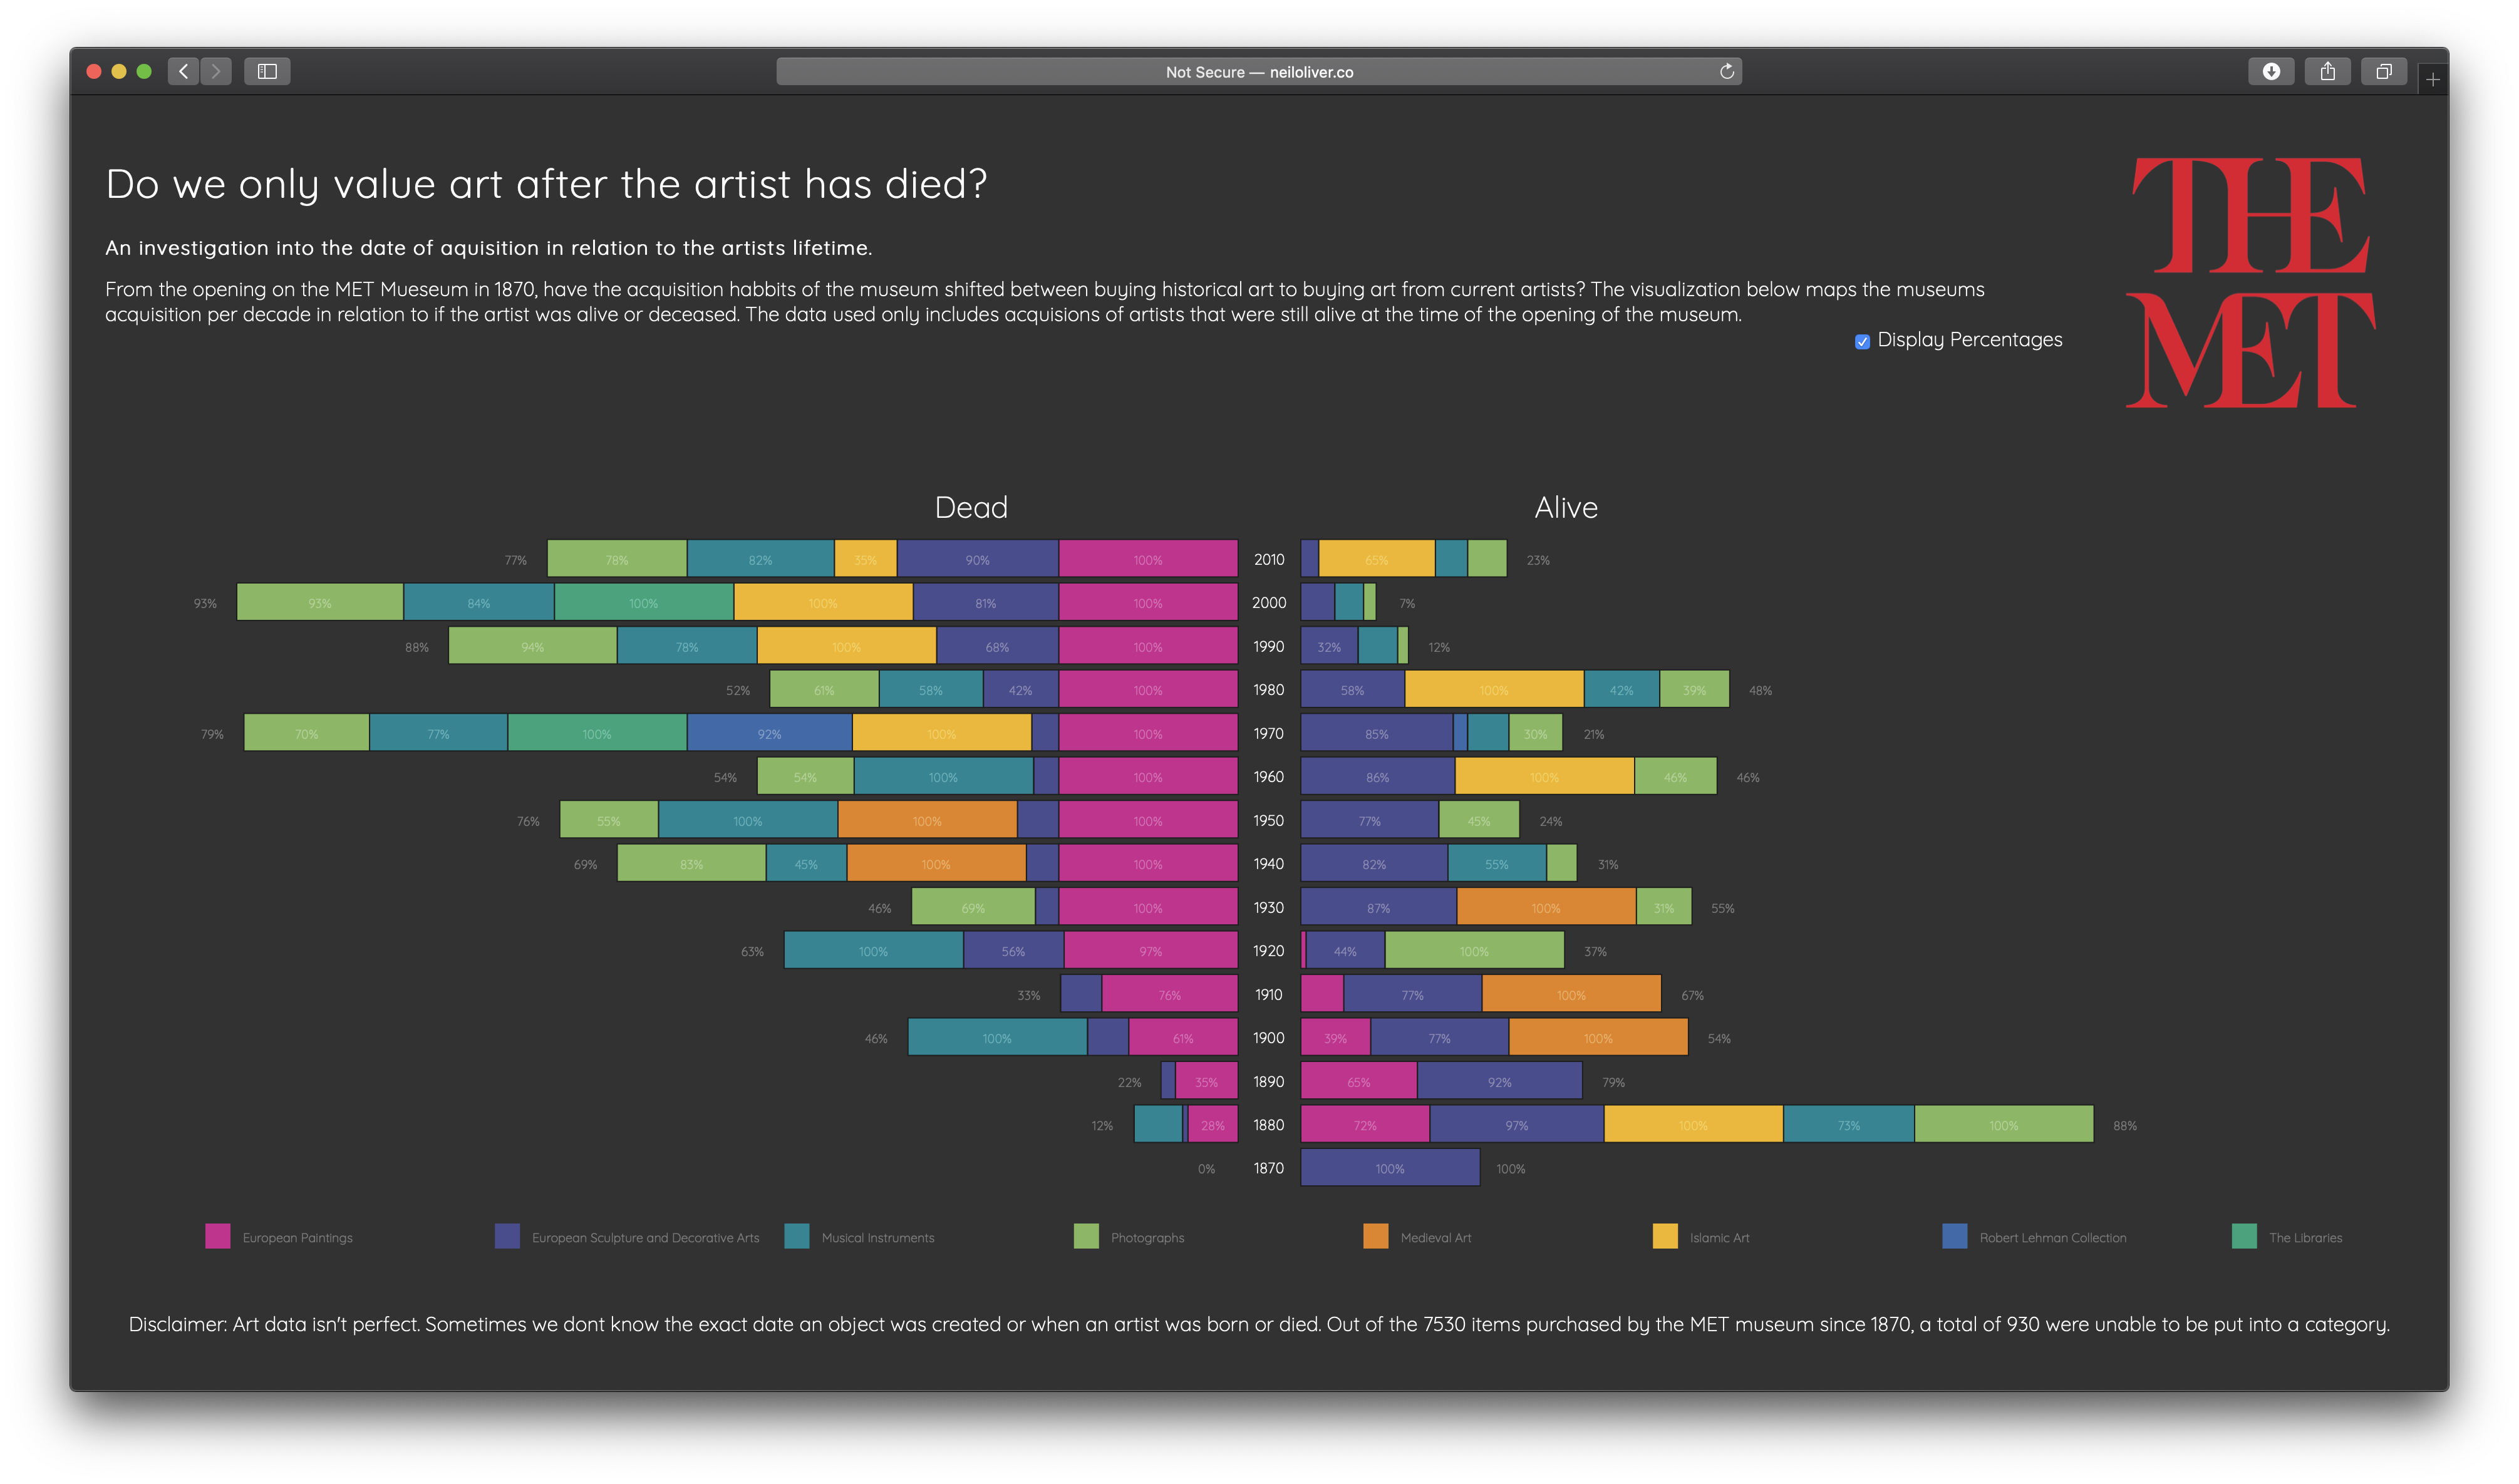 Not Secure — neiloliver.co
Do we only value art after the artist has died?
THE
MET
An investigation into the date of aquisition in relation to the artists lifetime.
From the opening on the MET Mueseum in 1870, have the acquisition habbits of the museum shifted between buying historical art to buying art from current artists? The visualization below maps the museums
acquisition per decade in relation to if the artist was alive or deceased. The data used only includes acquisions of artists that were still alive at the time of the opening of the museum.
Display Percentages
Dead Alive
77% 78% 82% 35% 90% 100% 2010 65% 23%
93% 93% 84% 100% 100% 81% 100% 2000 7%
88% 94% 78% 100% 68% 100% 1990 32% 12%
52% 61% 58% 42% 100% 1980 58% 100% 42% 39% 48%
79% 70% 77% 100% 92% 100% 100% 1970 85% 30% 21%
54% 54% 100% 100% 1960 86% 100% 46% 46%
76% 55% 100% 100% 100% 1950 77% 45% 24%
69% 83% 45% 100% 100% 1940 82% 55% 31%
46% 69% 100% 1930 87% 100% 31% 55%
63% 100% 56% 97% 1920 44% 100% 37%
33% 76% 1910 77% 100% 67%
46% 100% 61% 1900 39% 77% 100% 54%
22% 35% 1890 65% 92% 79%
12% 28% 1880 72% 97% 100% 73% 100% 88%
0% 1870 100% 100%
European Paintings European Sculpture and Decorative Arts Musical Instruments Photographs Medieval Art Islamic Art Robert Lehman Collection The Libraries
Disclaimer: Art data isn't perfect. Sometimes we dont know the exact date an object was created or when an artist was born or died. Out of the 7530 items purchased by the MET museum since 1870, a total of 930 were unable to be put into a category.